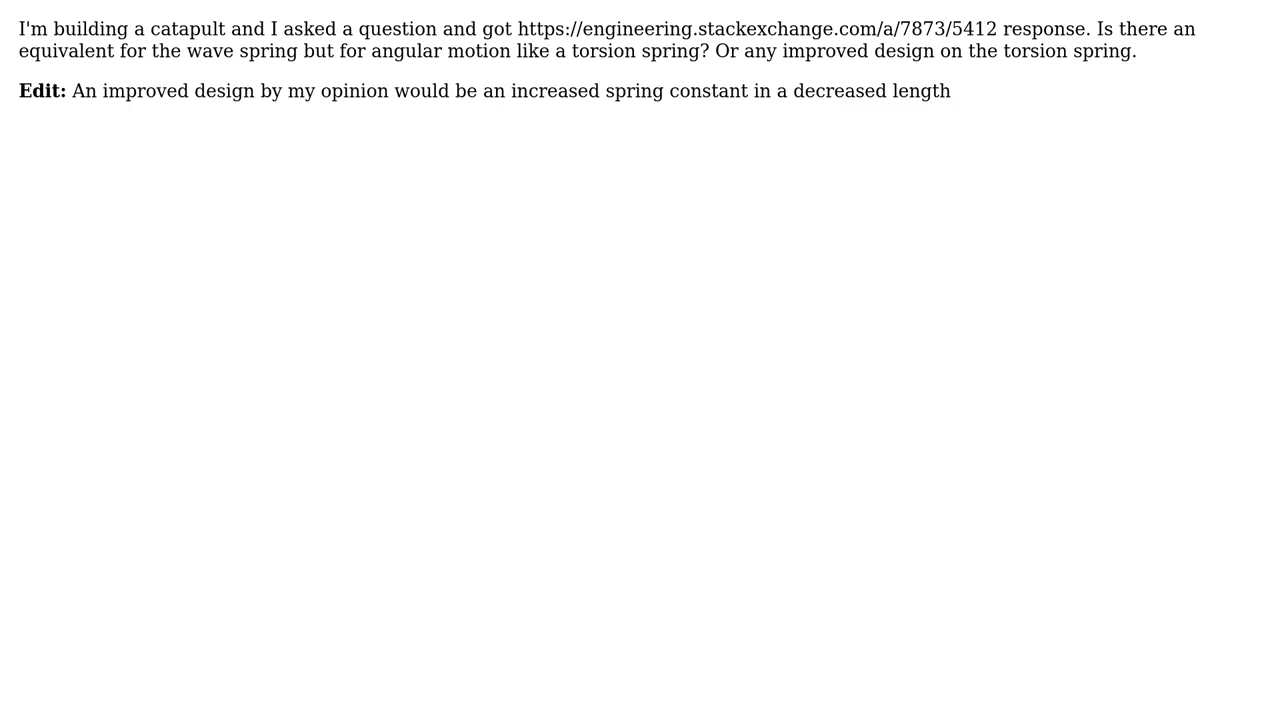 I'm building a catapult and I asked a question and got https://engineering.stackexchange.com/a/7873/5412 response. Is there an
equivalent for the wave spring but for angular motion like a torsion spring? Or any improved design on the torsion spring.
Edit: An improved design by my opinion would be an increased spring constant in a decreased length